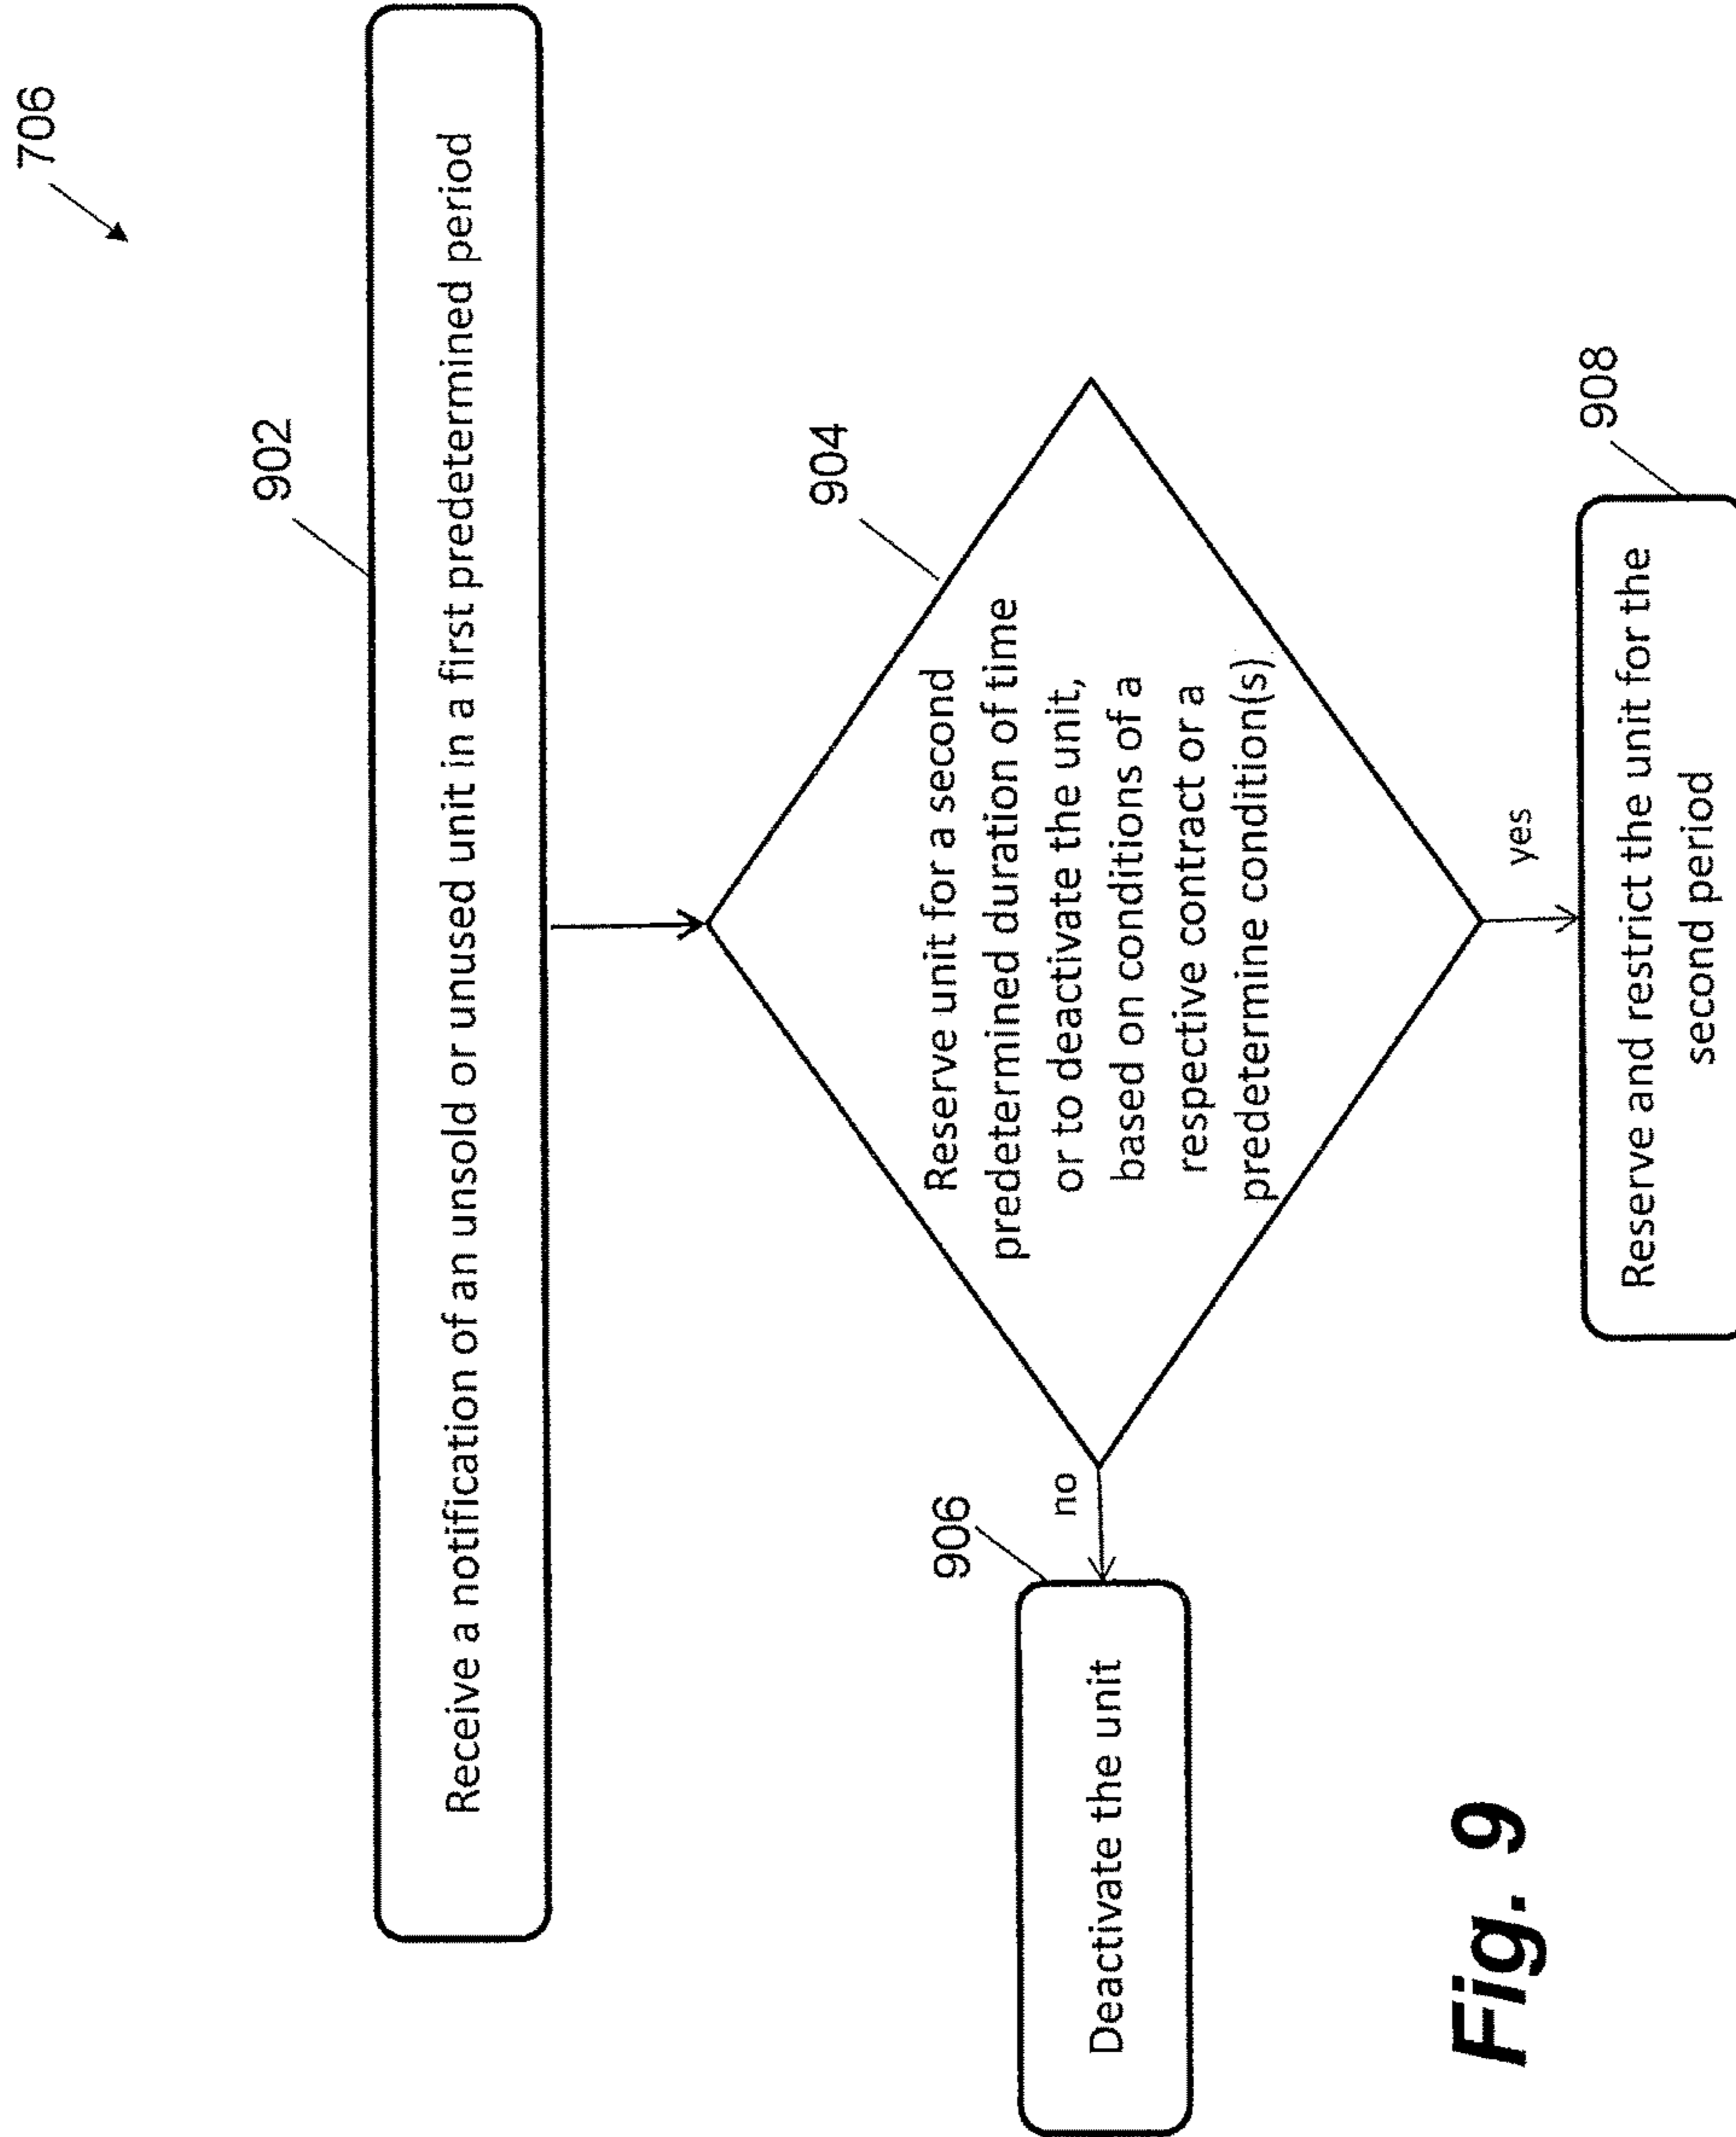 706
902
Receive a notification of an unsold or unused unit in a first predetermined period
904
Reserve unit for a second
predetermined duration of time
or to deactivate the unit,
based on conditions of a
respective contract or a
predetermine condition(s)
no
906
Deactivate the unit
yes
908
Reserve and restrict the unit for the
second period
Fig. 9